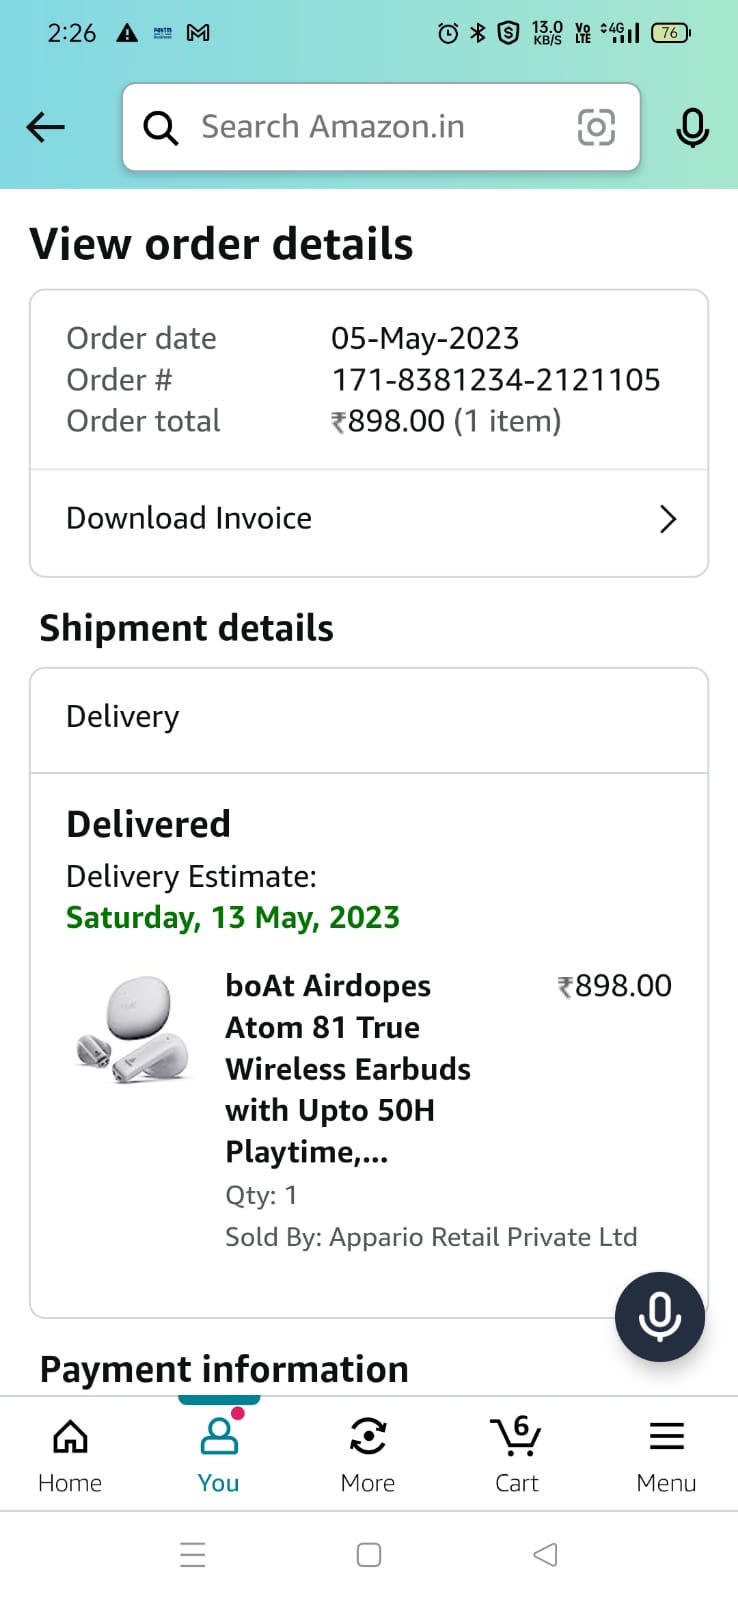 2:26
13.0
KB/S
Vo
LTE
4G
76
Search Amazon.in
View order details
Order date 05-May-2023
Order # 171-8381234-2121105
Order total ₹898.00 (1 item)
Download Invoice
Shipment details
Delivery
Delivered
Delivery Estimate:
Saturday, 13 May, 2023
boAt Airdopes ₹898.00
Atom 81 True
Wireless Earbuds
with Upto 50H
Playtime,...
Qty: 1
Sold By: Appario Retail Private Ltd
Payment information
6
Home You More Cart Menu